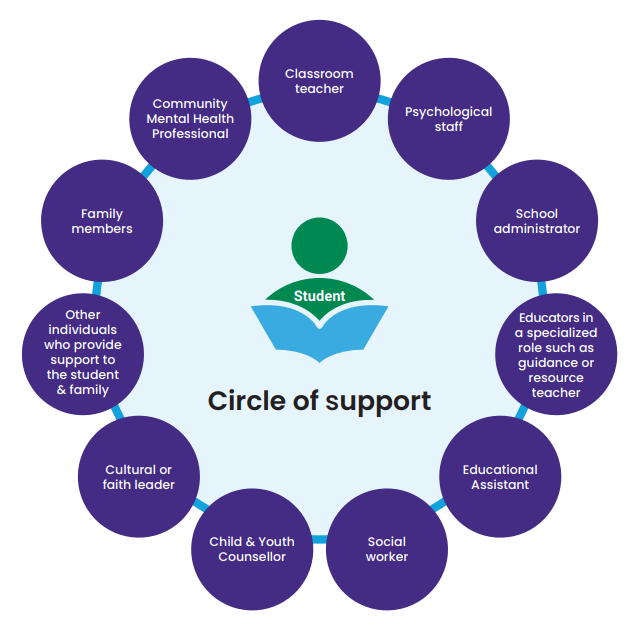 Classroom
teacher
Psychological
staff
School
administrator
Educators in
a specialized
role such as
guidance or
resource
teacher
Educational
Assistant
Social
worker
Child & Youth
Counsellor
Cultural or
faith leader
Other
individuals
who provide
support to
the student
& family
Family
members
Community
Mental Health
Professional
Student
Circle of support